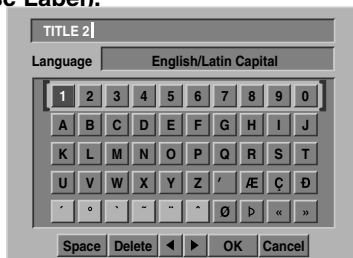 se Label).
TITLE 2
Language English/Latin Capital
1 2 3 4 5 6 7 8 9 0
A B C D E F G H I J
K L M N O P Q R S T
U V W X Y Z ′ Æ Ç Ð
´ ° ` ˜ ¨ ˆ Ø Þ « »
Space Delete ◄ ► OK Cancel